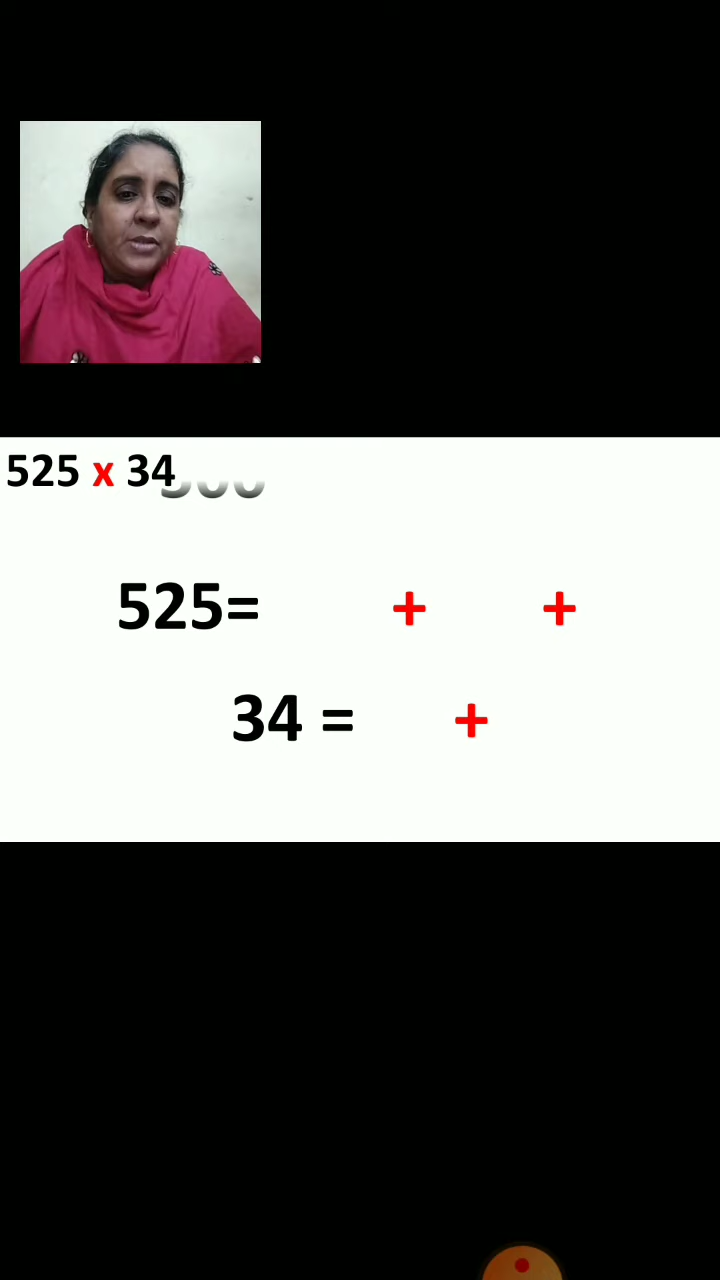 525 x 34
525= + +
34 = +